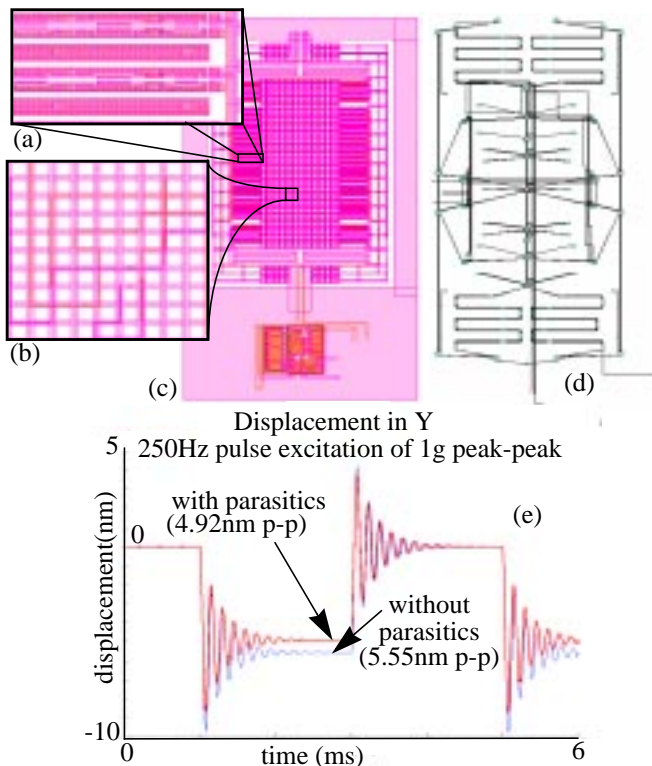 (a)
(b)
(c)
(d)
Displacement in Y
250Hz pulse excitation of 1g peak-peak
5
with parasitics
(4.92nm p-p)
(e)
0
displacement(nm)
without
parasitics
(5.55nm p-p)
-10
0
time (ms)
6